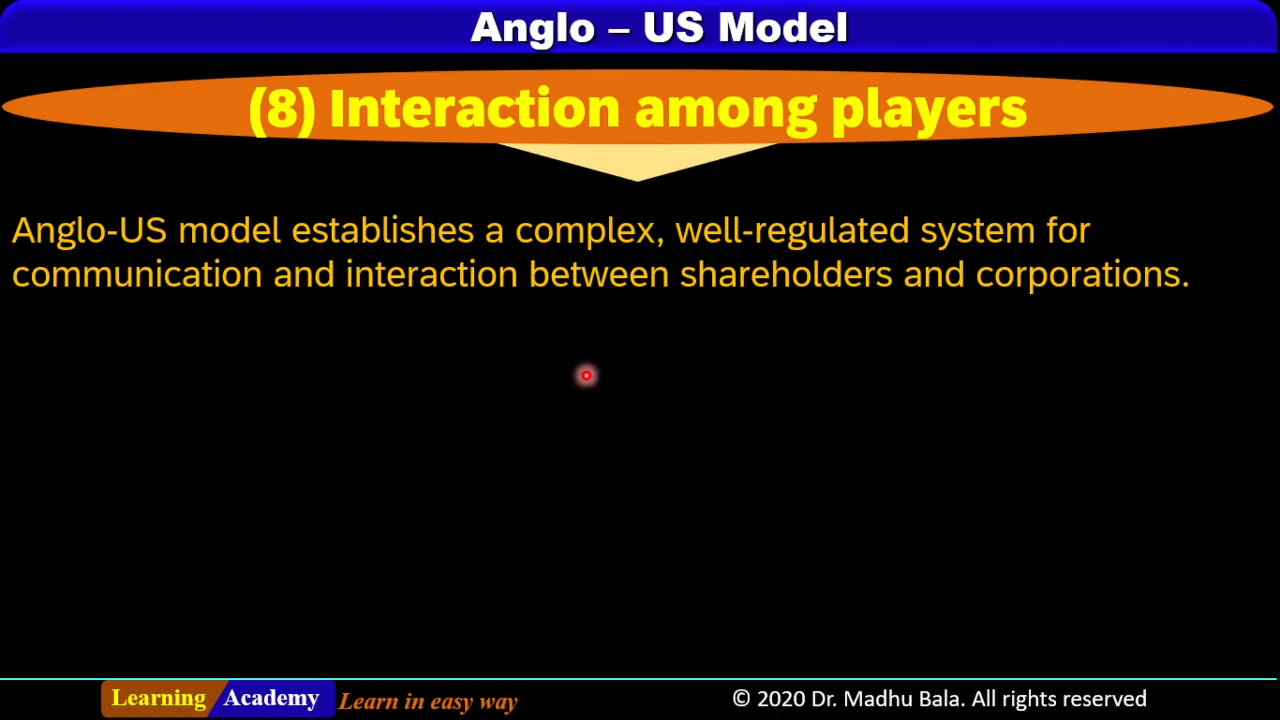 Anglo – US Model
(8) Interaction among players
Anglo-US model establishes a complex, well-regulated system for
communication and interaction between shareholders and corporations.
Learning Academy Learn in easy way © 2020 Dr. Madhu Bala. All rights reserved